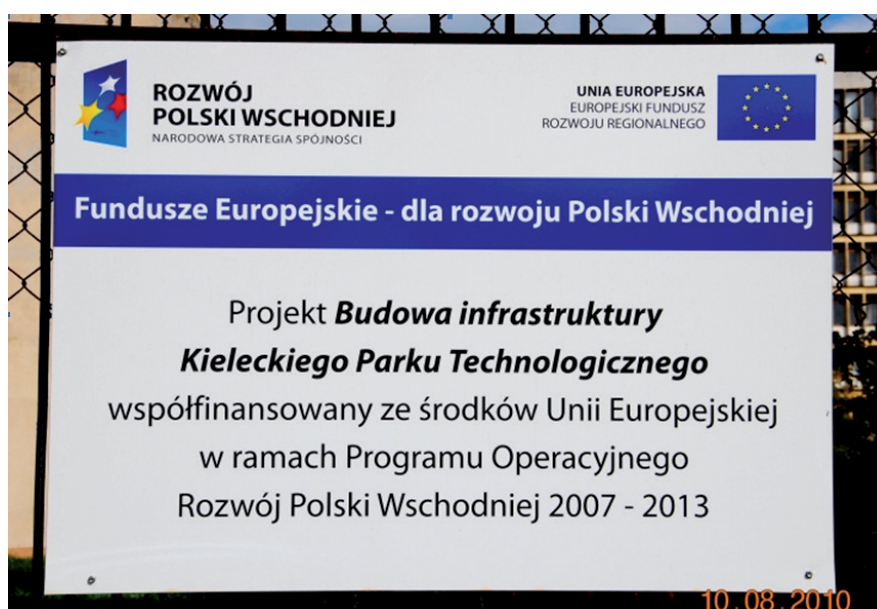 ROZWÓJ
POLSKI WSCHODNIEJ
NARODOWA STRATEGIA SPÓJNOŚCI
UNIA EUROPEJSKA
EUROPEJSKI FUNDUSZ
ROZWOJU REGIONALNEGO
Fundusze Europejskie - dla rozwoju Polski Wschodniej
Projekt Budowa infrastruktury
Kieleckiego Parku Technologicznego
współfinansowany ze środków Unii Europejskiej
w ramach Programu Operacyjnego
Rozwój Polski Wschodniej 2007 - 2013
10.08.2010